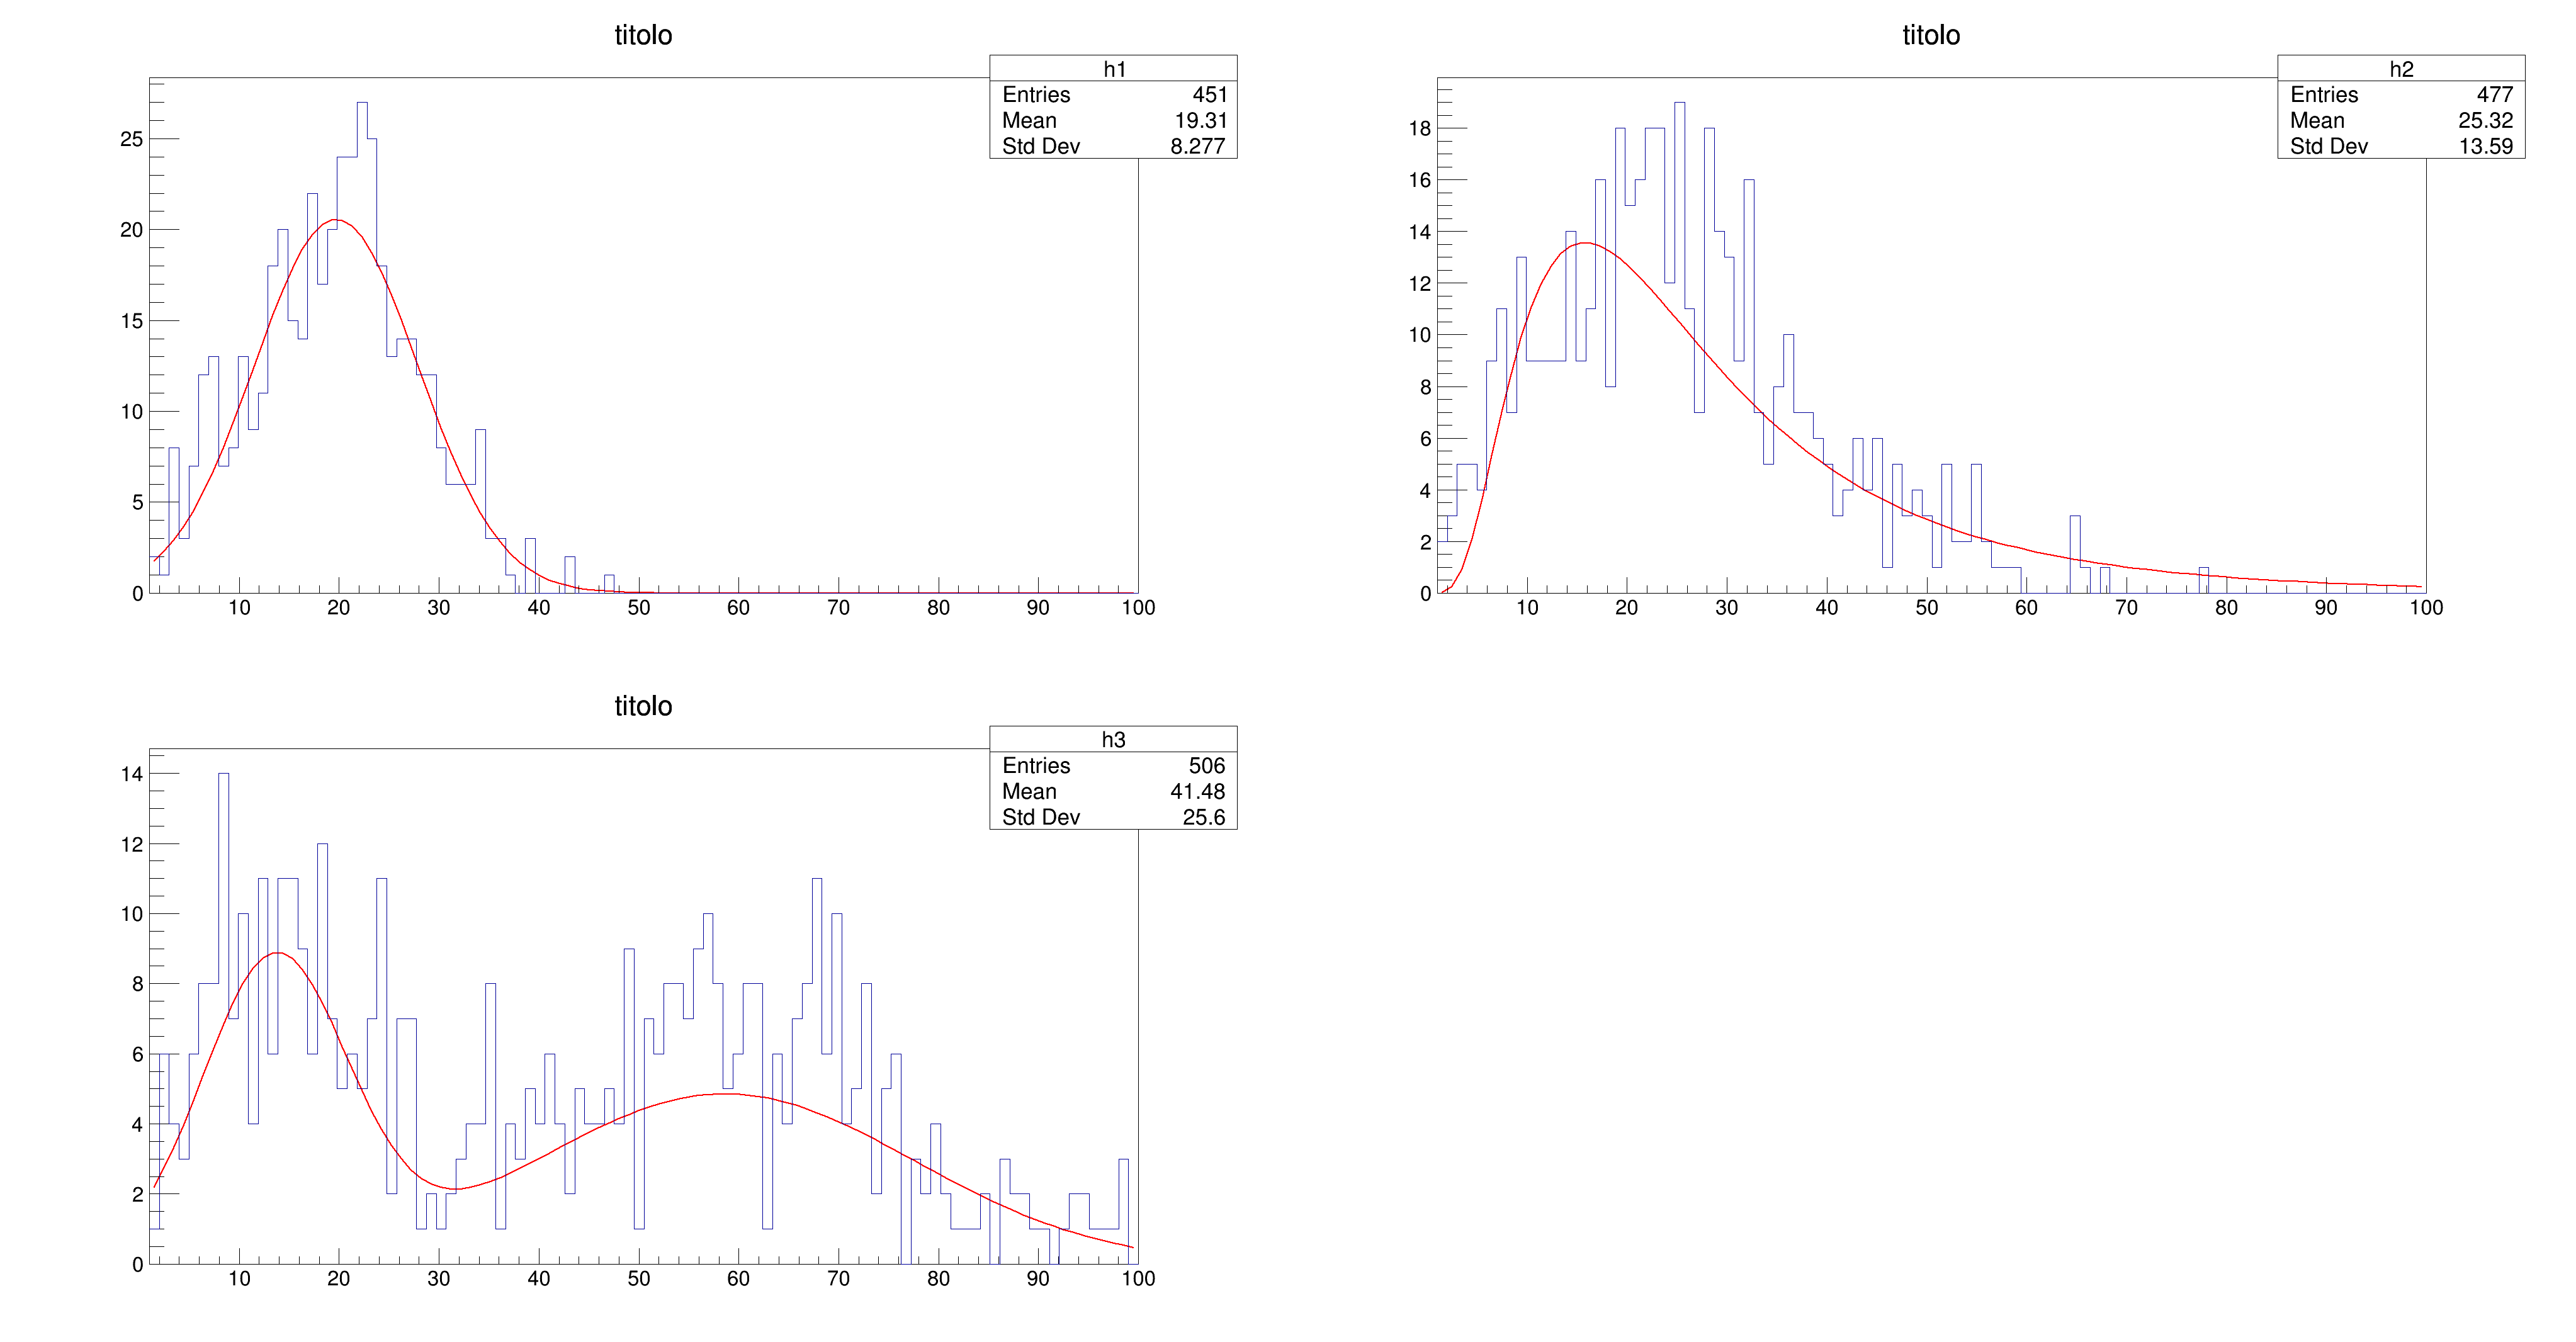 titolo
h1
Entries 451
Mean 19.31
Std Dev 8.277
25
20
15
10
5
0
10 20 30 40 50 60 70 80 90 100
titolo
h2
Entries 477
Mean 25.32
Std Dev 13.59
18
16
14
12
10
8
6
4
2
0
10 20 30 40 50 60 70 80 90 100
titolo
h3
Entries 506
Mean 41.48
Std Dev 25.6
14
12
10
8
6
4
2
0
10 20 30 40 50 60 70 80 90 100